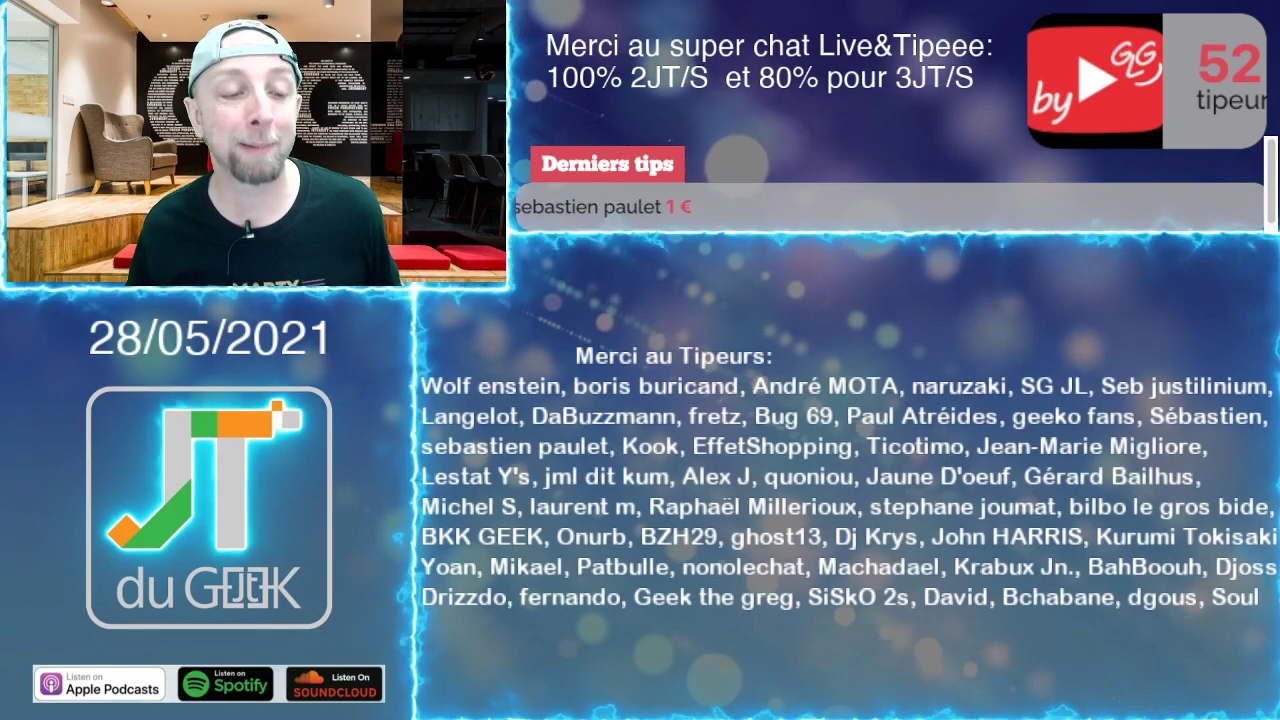 Merci au super chat Live&Tipeee:
100% 2JT/S et 80% pour 3JT/S
by GLG
52
tipeur
Derniers tips
sebastien paulet 1 €
MARTY
28/05/2021
JT
du GEEK
Listen on
Apple Podcasts
Listen on
Spotify
Listen On
SOUNDCLOUD
Merci au Tipeurs:
Wolf enstein, boris buricand, André MOTA, naruzaki, SG JL, Seb justilinium,
Langelot, DaBuzzmann, fretz, Bug 69, Paul Atréides, geeko fans, Sébastien,
sebastien paulet, Kook, EffetShopping, Ticotimo, Jean-Marie Migliore,
Lestat Y's, jml dit kum, Alex J, quoniou, Jaune D'oeuf, Gérard Bailhus,
Michel S, laurent m, Raphaël Millerioux, stephane joumat, bilbo le gros bide,
BKK GEEK, Onurb, BZH29, ghost13, Dj Krys, John HARRIS, Kurumi Tokisaki
Yoan, Mikael, Patbulle, nonolechat, Machadael, Krabux Jn., BahBoouh, Djoss
Drizzdo, fernando, Geek the greg, SiSkO 2s, David, Bchabane, dgous, Soul